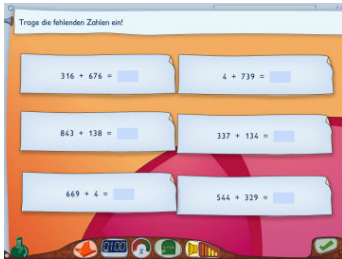 Trage die fehlenden Zahlen ein!
316 + 676 =
4 + 739 =
843 + 138 =
337 + 134 =
669 + 4 =
544 + 329 =